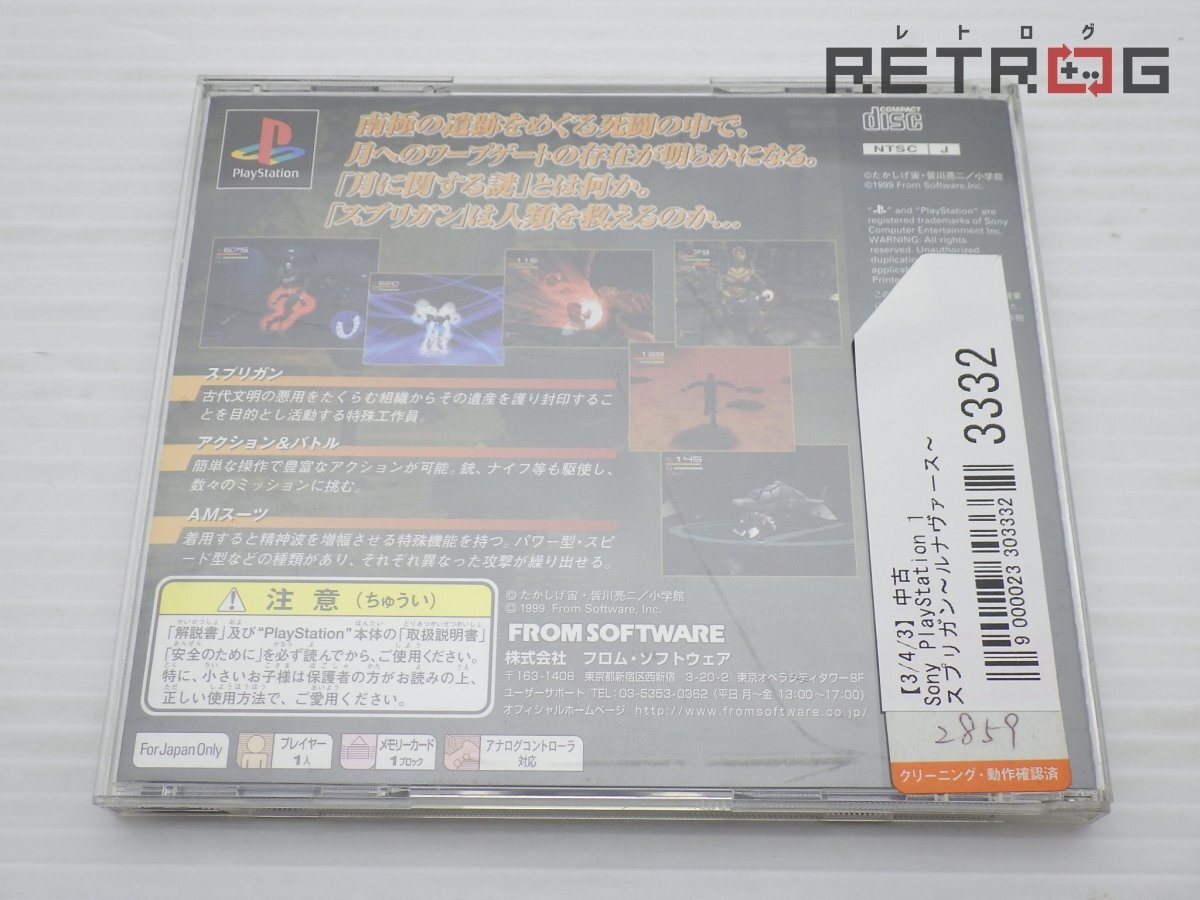 レトログ
RETROG
PlayStation
南極の遺跡をめぐる死闘の中で。
月へのワープゲートの存在が明らかになる。
「月に関する謎」とは何か。
「スプリガン」は人類を救えるのか…
COMPACT
disc
NTSC J
©たかしげ宙・皆川亮二／小学館
©1999 From Software,Inc.
" " and "PlayStation" are
registered trademarks of Sony
Computer Entertainment Inc.
WARNING: All rights
reserved. Unauthorized
675
820
115
73
129
145
スプリガン
古代文明の悪用をたくらむ組織からその遺産を護り封印するこ
とを目的とし活動する特殊工作員。
アクション&バトル
簡単な操作で豊富なアクションが可能。銃、ナイフ等も駆使し、
数々のミッションに挑む。
AMスーツ
着用すると精神波を増幅させる特殊機能を持つ。パワー型・スピ
ード型などの種類があり、それぞれ異なった攻撃が繰り出せる。
注意(ちゅうい)
「解説書」及び"PlayStation"本体の「取扱説明書」
「安全のために」を必ず読んでから、ご使用ください。
特に、小さいお子様は保護者の方がお読みの上、
正しい使用方法で、ご愛用ください。
©たかしげ宙・皆川亮二／小学館
©1999 From Software, Inc.
FROMSOFTWARE
株式会社 フロム・ソフトウェア
〒163-1408 東京都新宿区西新宿 3-20-2 東京オペラシティタワー8F
ユーザーサポート TEL:03-5353-0362 (平日 月〜金 13:00〜17:00)
オフィシャルホームページ http://www.fromsoftware.co.jp/
For Japan Only
プレイヤー
1人
メモリーカード
1ブロック
アナログコントローラ
対応
【3/4/3】中古
Sony PlayStation 1
スプリガン〜ルナヴァース〜
3332
9 000023 303332
2859
クリーニング・動作確認済